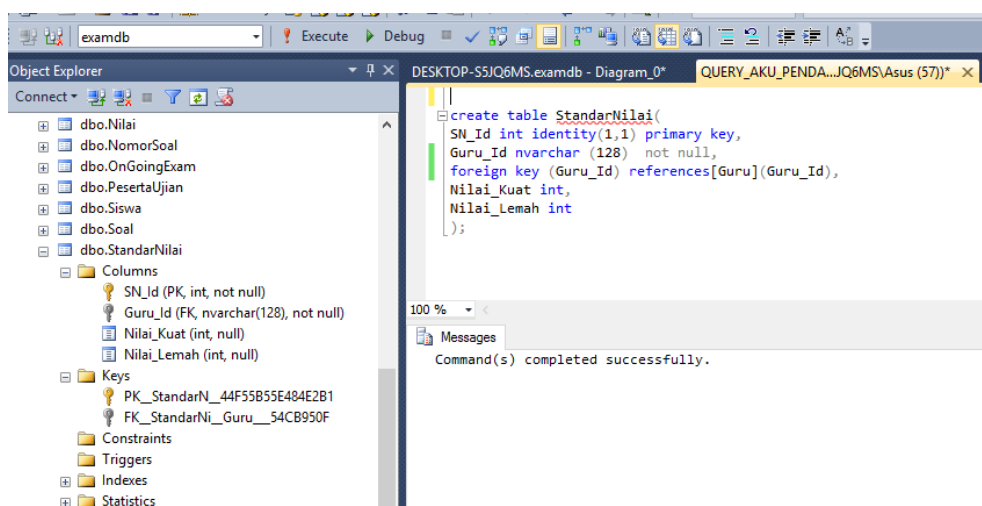 examdb
Execute
Debug
Object Explorer
Connect
dbo.Nilai
dbo.NomorSoal
dbo.OnGoingExam
dbo.PesertaUjian
dbo.Siswa
dbo.Soal
dbo.StandarNilai
Columns
SN_Id (PK, int, not null)
Guru_Id (FK, nvarchar(128), not null)
Nilai_Kuat (int, null)
Nilai_Lemah (int, null)
Keys
PK__StandarN__44F55B55E484E2B1
FK__StandarNi__Guru___54CB950F
Constraints
Triggers
Indexes
Statistics
DESKTOP-S5JQ6MS.examdb - Diagram_0*
QUERY_AKU_PENDA...JQ6MS\Asus (57))*
create table StandarNilai(
SN_Id int identity(1,1) primary key,
Guru_Id nvarchar (128)  not null,
foreign key (Guru_Id) references[Guru](Guru_Id),
Nilai_Kuat int,
Nilai_Lemah int
);
100 %
Messages
Command(s) completed successfully.